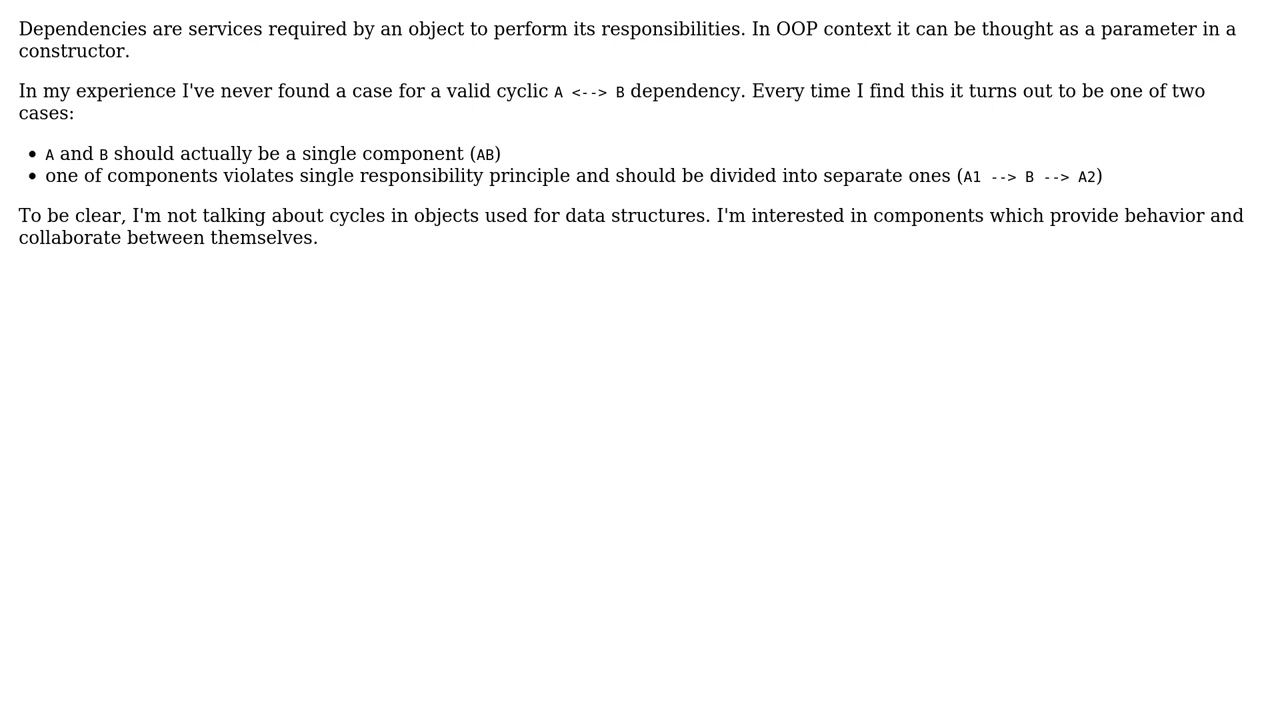 Dependencies are services required by an object to perform its responsibilities. In OOP context it can be thought as a parameter in a
constructor.
In my experience I've never found a case for a valid cyclic A <--> B dependency. Every time I find this it turns out to be one of two
cases:
• A and B should actually be a single component (AB)
• one of components violates single responsibility principle and should be divided into separate ones (A1 --> B --> A2)
To be clear, I'm not talking about cycles in objects used for data structures. I'm interested in components which provide behavior and
collaborate between themselves.